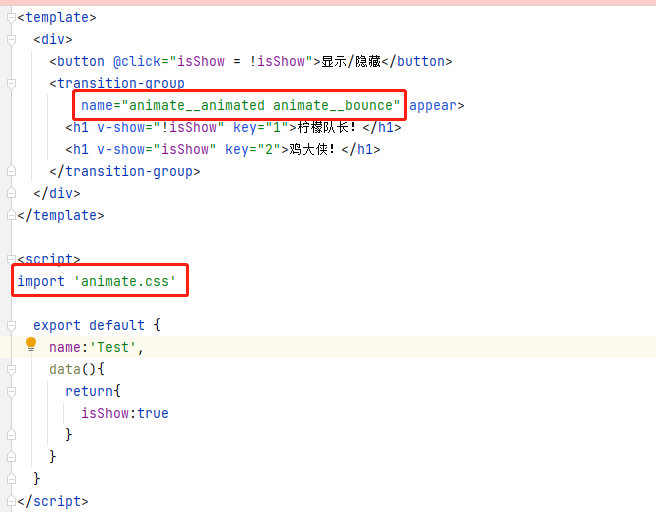 <template>
<div>
<button @click="isShow = !isShow">显示/隐藏</button>
<transition-group
name="animate__animated animate__bounce" appear>
<h1 v-show="!isShow" key="1">柠檬队长！</h1>
<h1 v-show="isShow" key="2">鸡大侠！</h1>
</transition-group>
</div>
</template>
<script>
import 'animate.css'
export default {
name:'Test',
data(){
return{
isShow:true
}
}
}
</script>